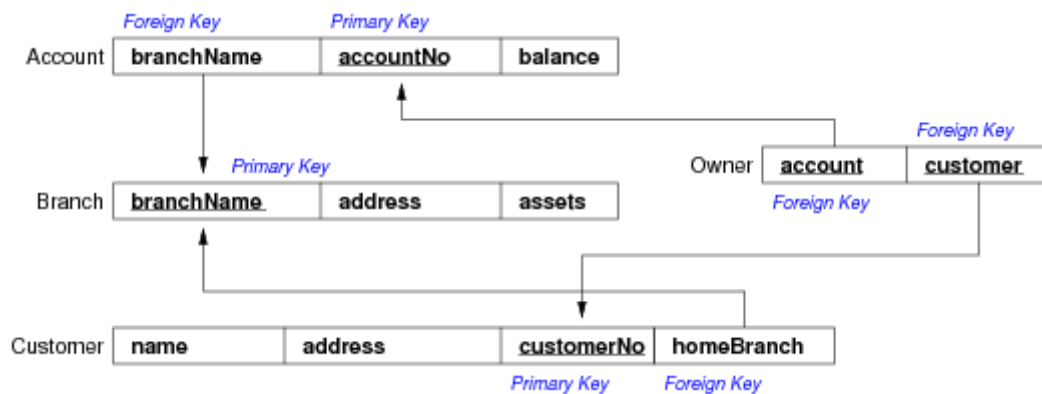 Foreign Key Primary Key
Account branchName accountNo balance
Foreign Key
Owner account customer
Primary Key
Foreign Key
Branch branchName address assets
Customer name address customerNo homeBranch
Primary Key Foreign Key